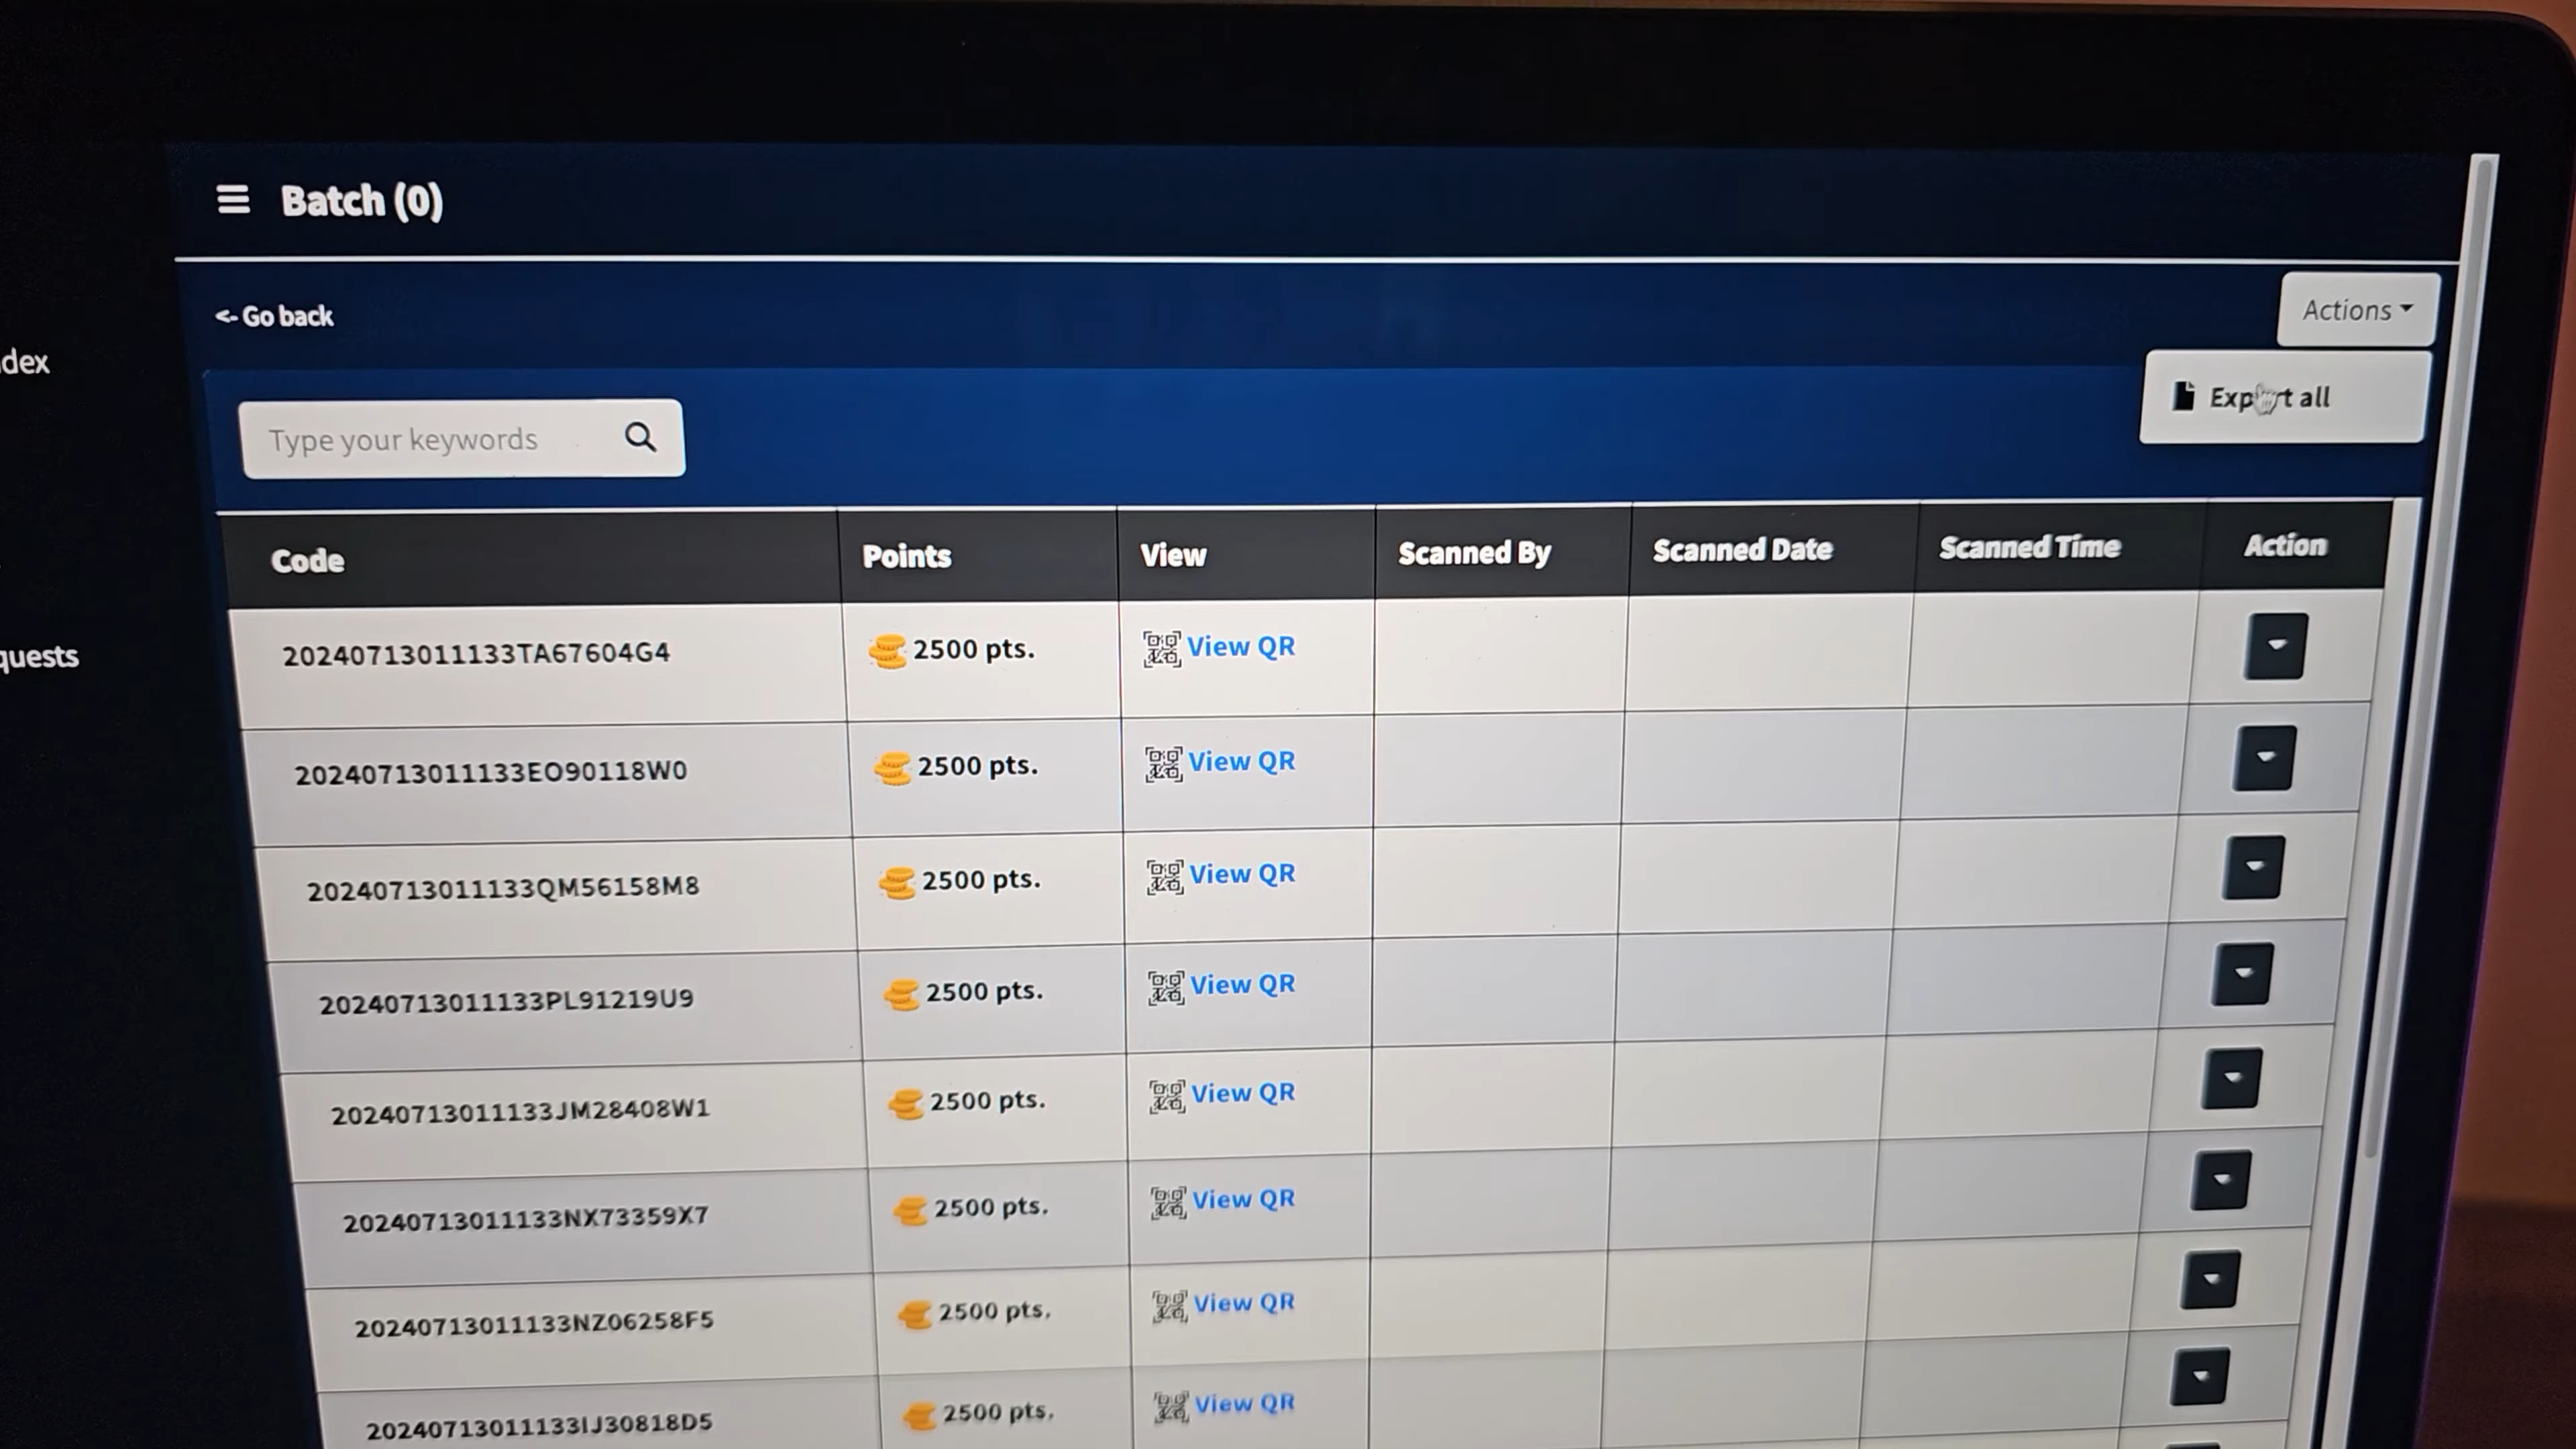 Batch (0)
<- Go back
Actions
Export all
dex
quests
Type your keywords
Code Points View Scanned By Scanned Date Scanned Time Action
20240713011133TA67604G4 2500 pts. View QR
20240713011133EO90118W0 2500 pts. View QR
20240713011133QM56158M8 2500 pts. View QR
20240713011133PL91219U9 2500 pts. View QR
20240713011133JM28408W1 2500 pts. View QR
20240713011133NX73359X7 2500 pts. View QR
20240713011133NZ06258F5 2500 pts. View QR
20240713011133IJ30818D5 2500 pts. View QR